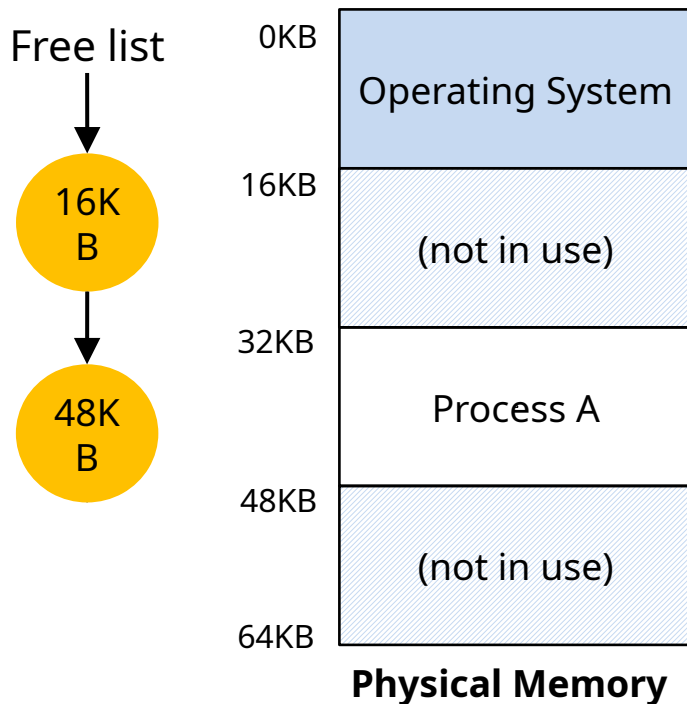 Free list
16K
B
48K
B
0KB
Operating System
16KB
(not in use)
32KB
Process A
48KB
(not in use)
64KB
Physical Memory